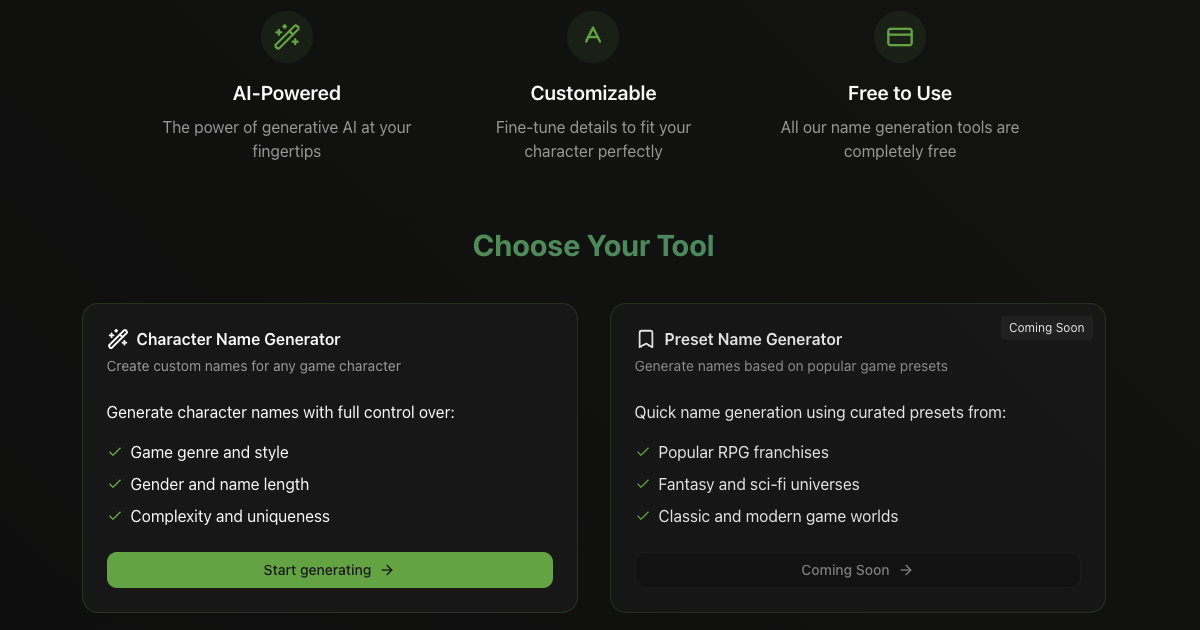 AI-Powered
The power of generative AI at your
fingertips
Customizable
Fine-tune details to fit your
character perfectly
Free to Use
All our name generation tools are
completely free
Choose Your Tool
Character Name Generator
Create custom names for any game character
Generate character names with full control over:
Game genre and style
Gender and name length
Complexity and uniqueness
Start generating →
Coming Soon
Preset Name Generator
Generate names based on popular game presets
Quick name generation using curated presets from:
Popular RPG franchises
Fantasy and sci-fi universes
Classic and modern game worlds
Coming Soon →